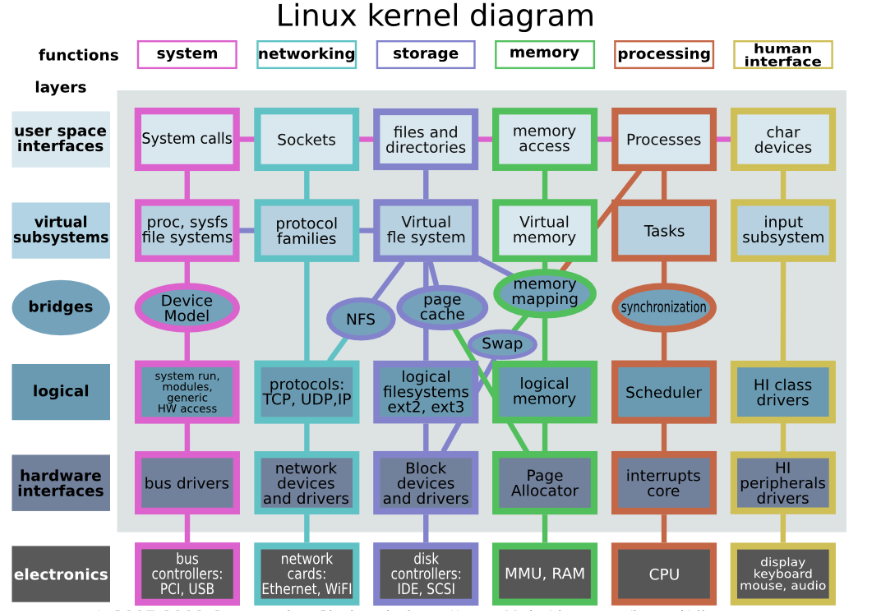 Linux kernel diagram
functions
system
networking
storage
memory
processing
human
interface
layers
user space
interfaces
System calls
Sockets
files and
directories
memory
access
Processes
char
devices
virtual
subsystems
proc, sysfs
file systems
protocol
families
Virtual
fle system
Virtual
memory
Tasks
input
subsystem
bridges
Device
Model
NFS
page
cache
memory
mapping
synchronization
Swap
logical
system run,
modules,
generic
HW access
protocols:
TCP, UDP,IP
logical
filesystems
ext2, ext3
logical
memory
Scheduler
HI class
drivers
hardware
interfaces
bus drivers
network
devices
and drivers
Block
devices
and drivers
Page
Allocator
interrupts
core
HI
peripherals
drivers
electronics
bus
controllers:
PCI, USB
network
cards:
Ethernet, WiFI
disk
controllers:
IDE, SCSI
MMU, RAM
CPU
display
keyboard
mouse, audio